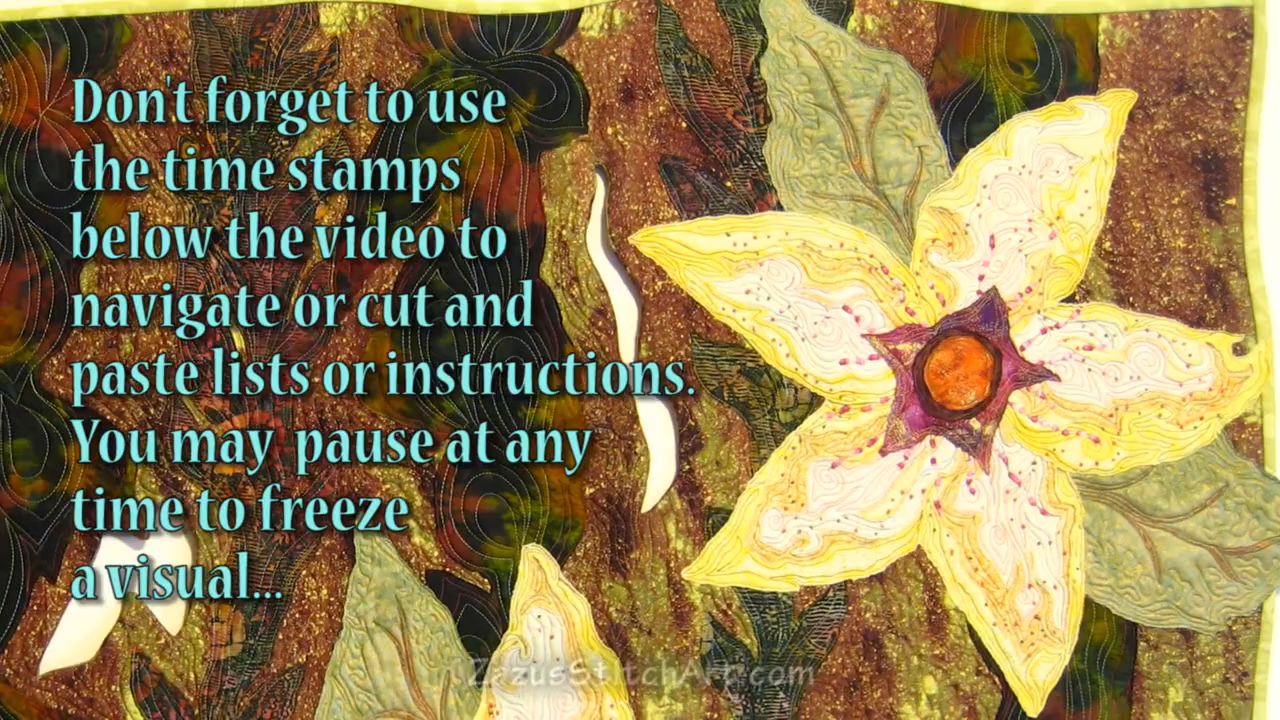 Don't forget to use
the time stamps
below the video to
navigate or cut and
paste lists or instructions.
You may pause at any
time to freeze
a visual...
ZazusStitchArt.com